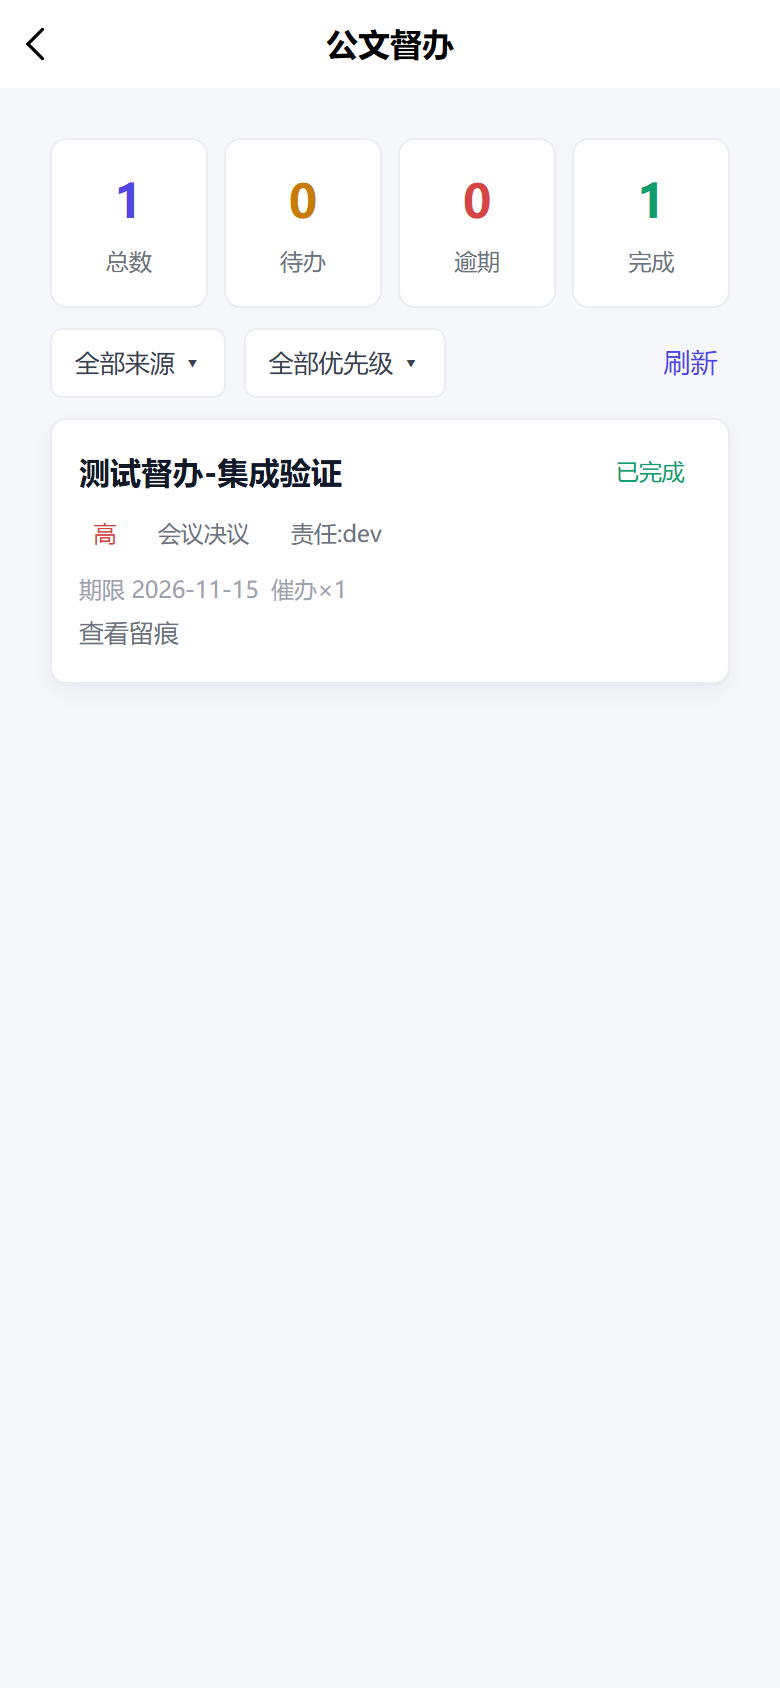 公文督办
1 0 0 1
总数 待办 逾期 完成
全部来源 ▼ 全部优先级 ▼ 刷新
测试督办-集成验证 已完成
高 会议决议 责任:dev
期限 2026-11-15 催办×1
查看留痕